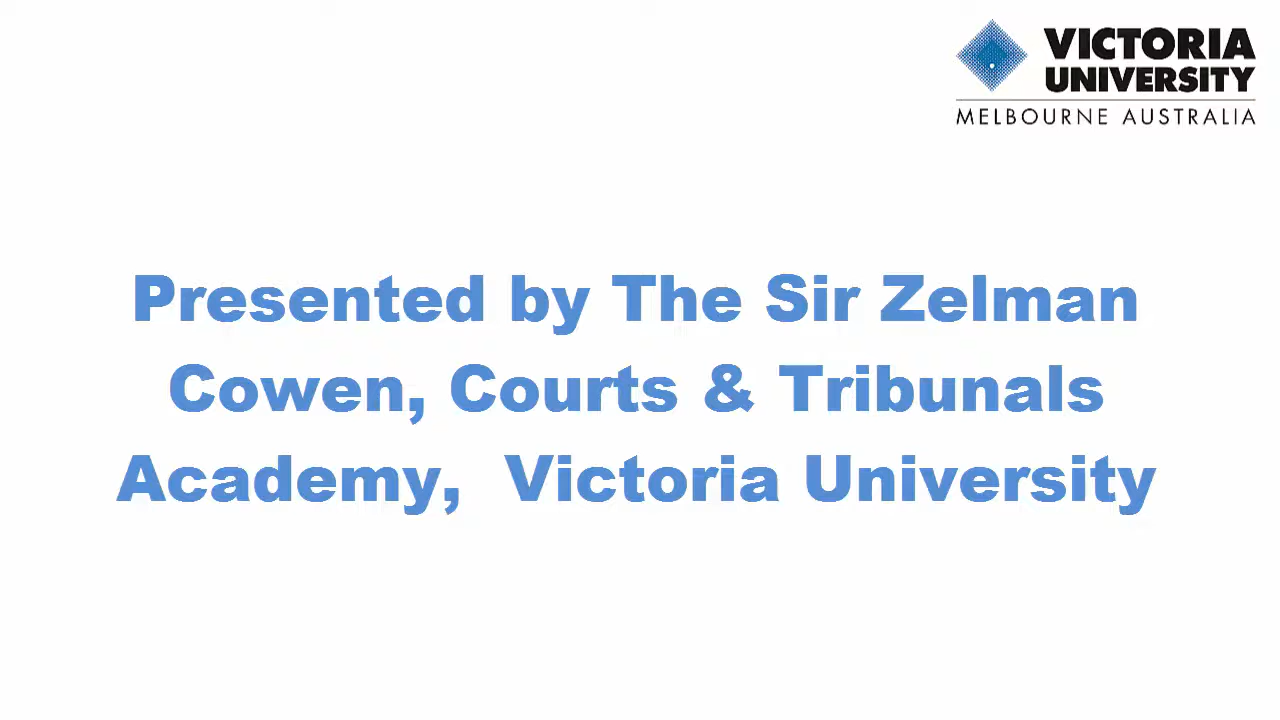 VICTORIA
UNIVERSITY
MELBOURNE AUSTRALIA
Presented by The Sir Zelman
Cowen, Courts & Tribunals
Academy,  Victoria University